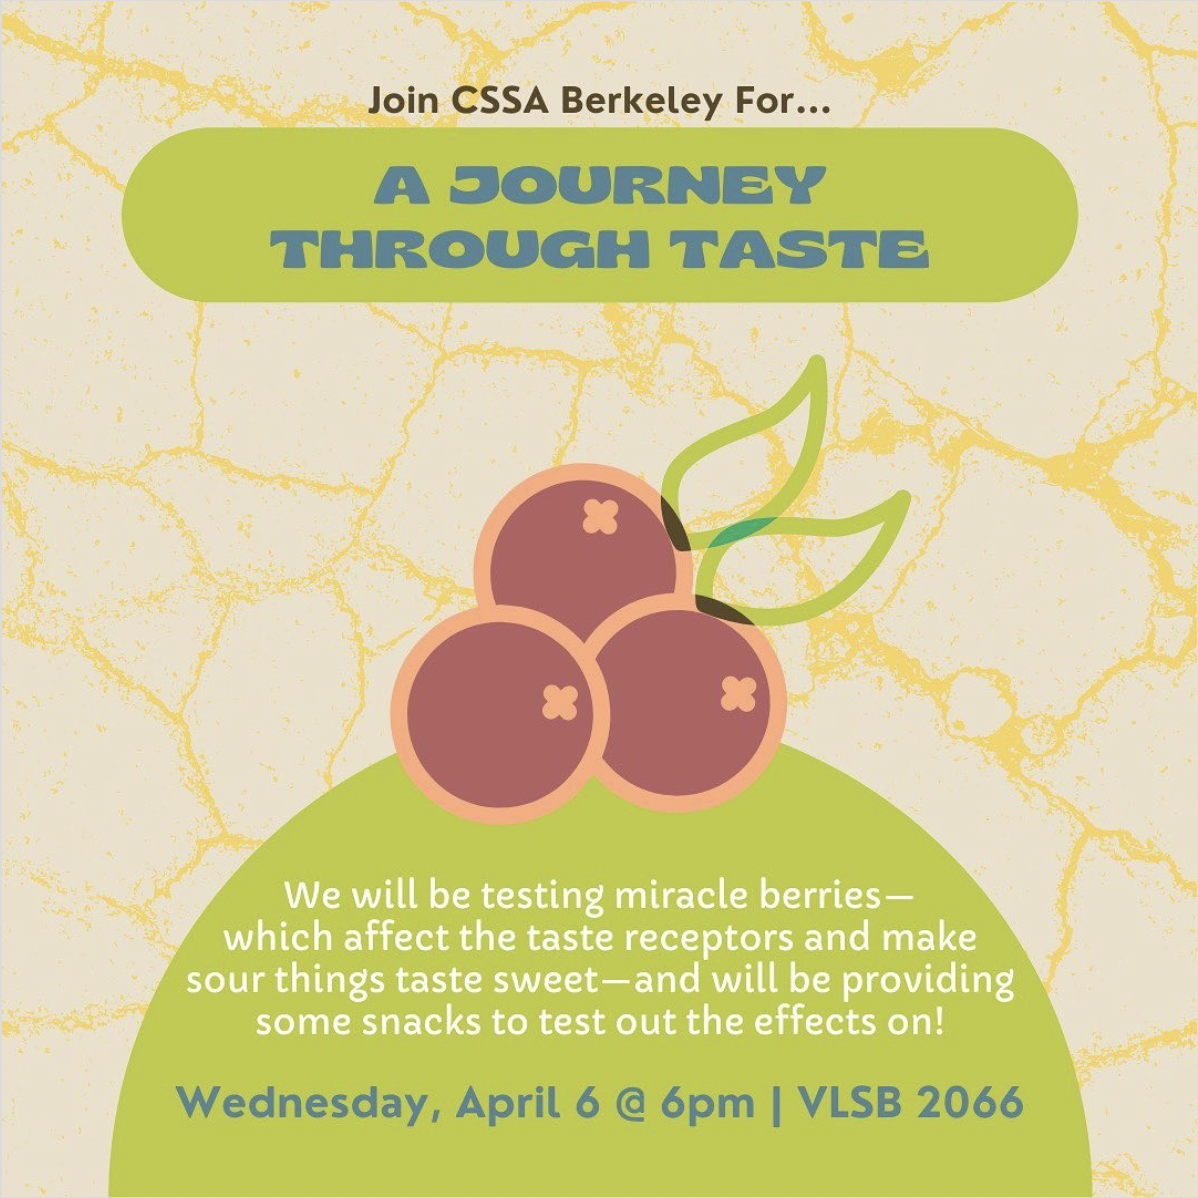 Join CSSA Berkeley For...
A JOURNEY
THROUGH TASTE
We will be testing miracle berries—
which affect the taste receptors and make
sour things taste sweet—and will be providing
some snacks to test out the effects on!
Wednesday, April 6 @ 6pm | VLSB 2066